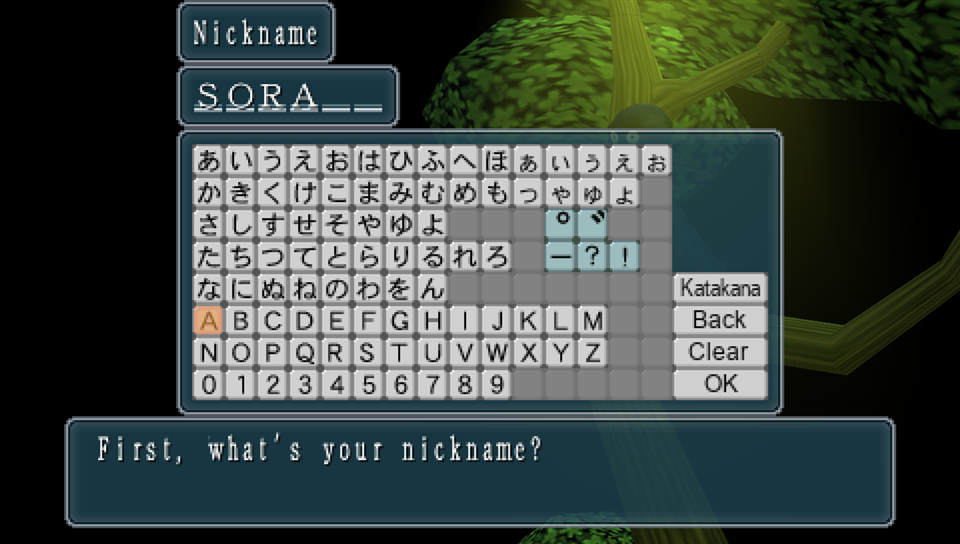 Nickname
SORA__
あいうえおはひふへほぁぃぅぇぉ
かきくけこまみむめもっゃゅょ
さしすせそやゆよ゜゛
たちつてとらりるれろー?!
なにぬねのわをん Katakana
ABCDEFGHIJKLM Back
NOPQRSTUVWXYZ Clear
0123456789 OK
First, what's your nickname?